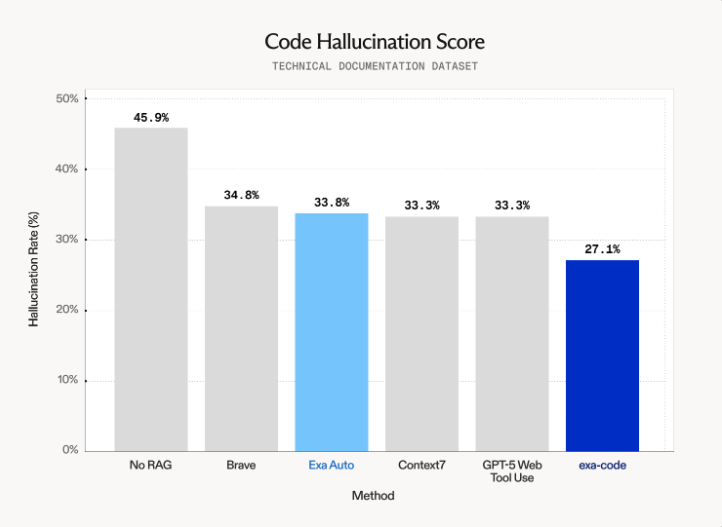 Code Hallucination Score
TECHNICAL DOCUMENTATION DATASET
Hallucination Rate (%)
50%
40%
30%
20%
10%
0%
45.9%
34.8%
33.8%
33.3%
33.3%
27.1%
No RAG
Brave
Exa Auto
Context7
GPT-5 Web
Tool Use
exa-code
Method